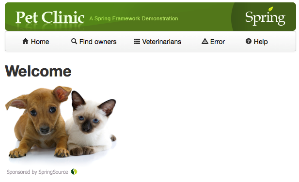 Pet Clinic A Spring Framework Demonstration Spring
Home Find owners Veterinarians Error Help
Welcome
Sponsored by SpringSource